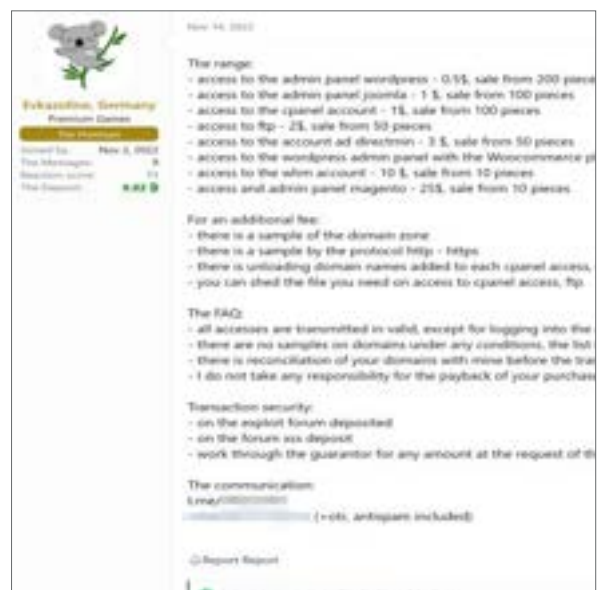 Nov 14, 2022
The range:
- access to the admin panel wordpress - 0.5$, sale from 200 piece
- access to the admin panel joomla - 1 $, sale from 100 pieces
- access to the cpanel account - 1$, sale from 100 pieces
- access to ftp - 2$, sale from 50 pieces
- access to the account ad directmin - 3 $, sale from 50 pieces
- access to the wordpress admin panel with the Woocommerce pl
- access to the whm account - 10 $, sale from 10 pieces
- access and admin panel magento - 25$, sale from 10 pieces
For an additional fee:
- there is a sample of the domain zone
- there is a sample by the protocol http - https
- there is unloading domain names added to each cpanel access,
- you can shed the file you need on access to cpanel access, ftp.
The FAQ:
- all accesses are transmitted in valid, except for logging into the
- there are no samples on domains under any conditions, the list
- there is reconciliation of your domains with mine before the tra
- I do not take any responsibility for the payback of your purchase
Transaction security:
- on the exploit forum deposited
- on the forum xss deposit
- work through the guarantor for any amount at the request of th
The communication:
t.me/
(+otr, antispam included)
Report Report
Germany
Premium
Nov 2, 2022
The Messages
9
Reaction score
11
The Deposit